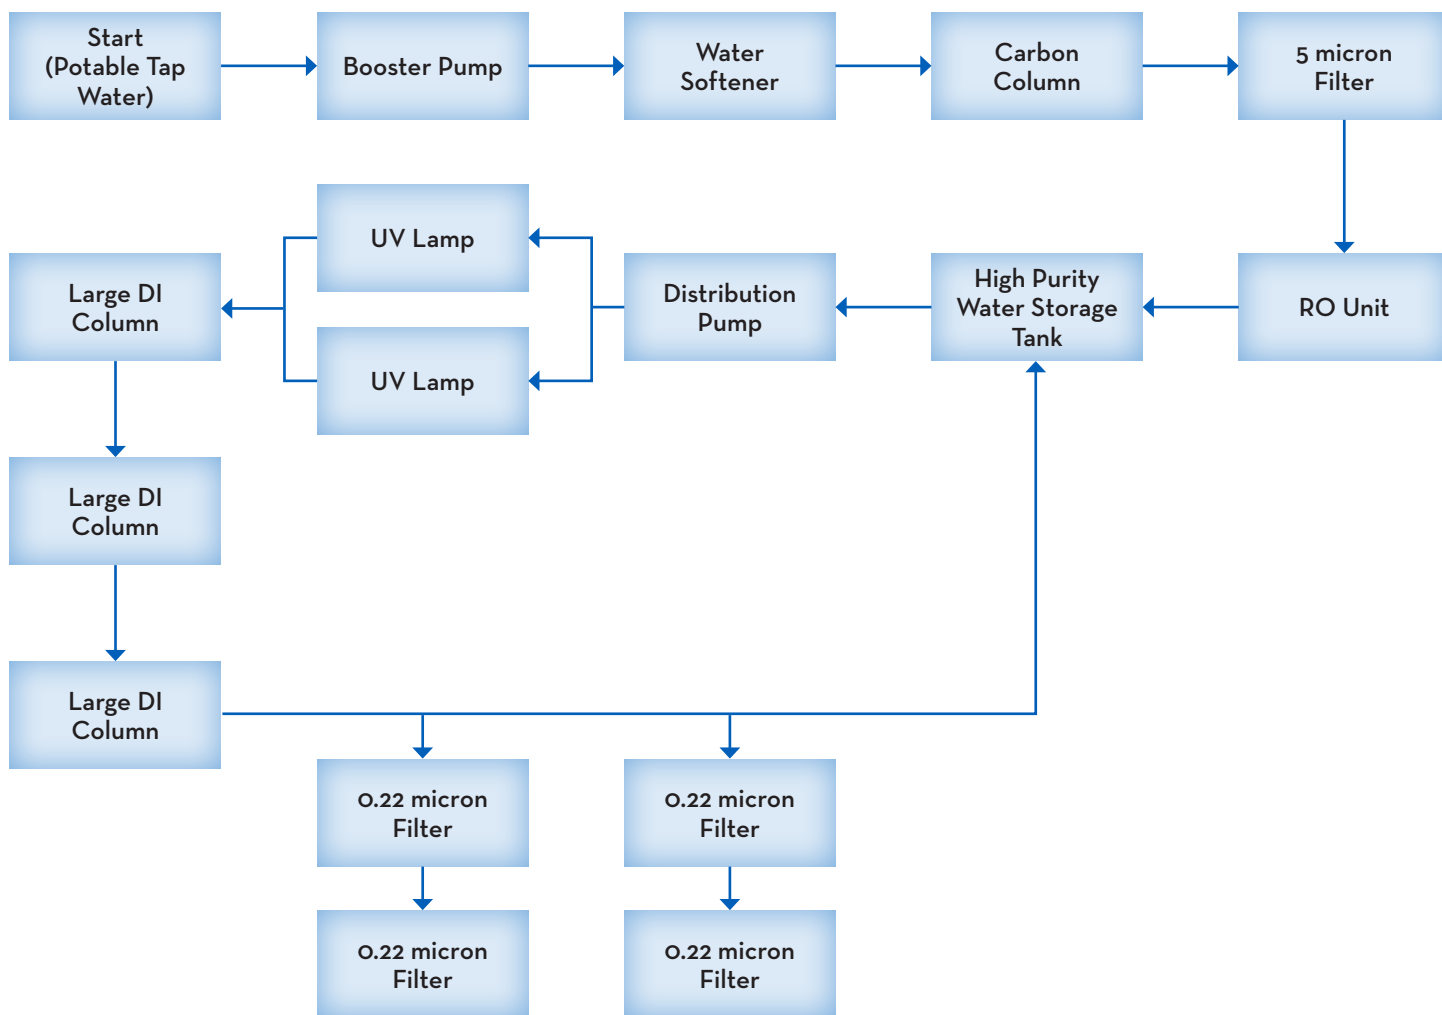 Start
(Potable Tap
Water)
Booster Pump
Water
Softener
Carbon
Column
5 micron
Filter
UV Lamp
Large DI
Column
UV Lamp
Distribution
Pump
High Purity
Water Storage
Tank
RO Unit
Large DI
Column
Large DI
Column
0.22 micron
Filter
0.22 micron
Filter
0.22 micron
Filter
0.22 micron
Filter